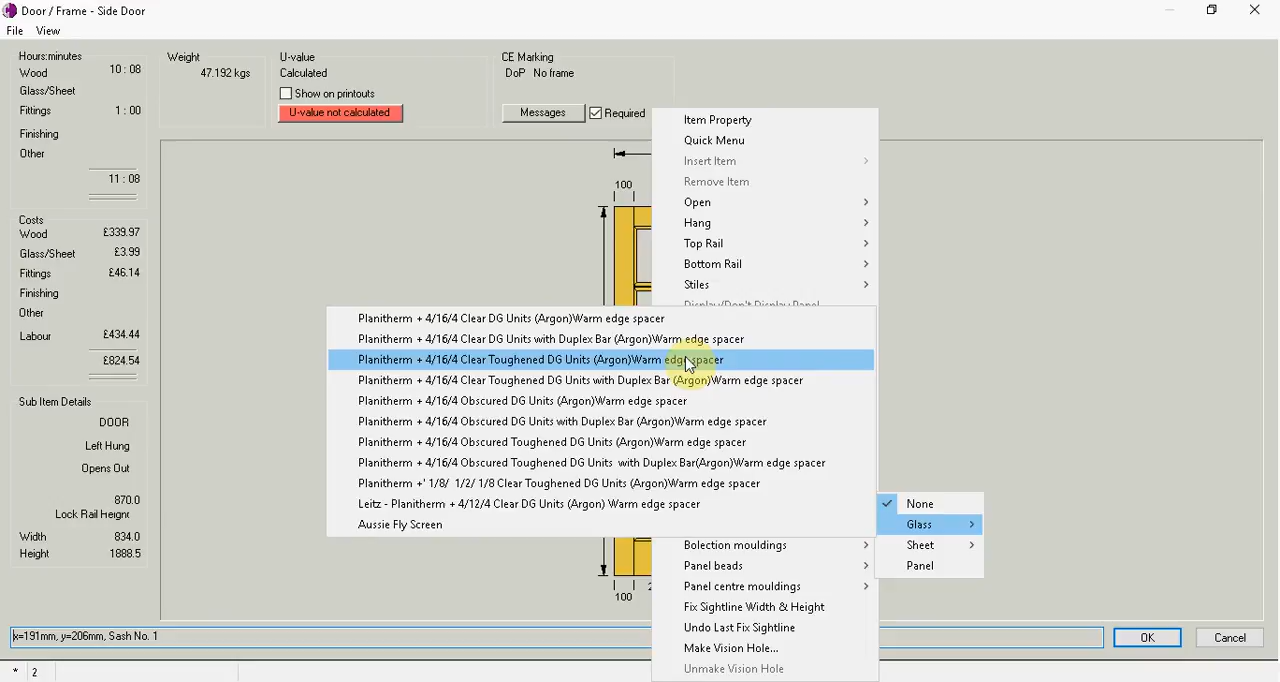 Door / Frame - Side Door
File View
Hours:minutes
Wood 10 : 08
Glass/Sheet
Fittings 1 : 00
Finishing
Other
11 : 08
Costs
Wood £339.97
Glass/Sheet £3.99
Fittings £46.14
Finishing
Other
Labour £434.44
£824.54
Sub Item Details
DOOR
Left Hung
Opens Out
870.0
Lock Rail Height
Width 834.0
Height 1888.5
Weight
47.192 kgs
U-value
Calculated
Show on printouts
U-value not calculated
CE Marking
DoP No frame
Messages Required
100
100
2
Item Property
Quick Menu
Insert Item
Remove Item
Open
Hang
Top Rail
Bottom Rail
Stiles
Display/Don't Display Panel
Planitherm + 4/16/4 Clear DG Units (Argon)Warm edge spacer
Planitherm + 4/16/4 Clear DG Units with Duplex Bar (Argon)Warm edge spacer
Planitherm + 4/16/4 Clear Toughened DG Units (Argon)Warm edge spacer
Planitherm + 4/16/4 Clear Toughened DG Units with Duplex Bar (Argon)Warm edge spacer
Planitherm + 4/16/4 Obscured DG Units (Argon)Warm edge spacer
Planitherm + 4/16/4 Obscured DG Units with Duplex Bar (Argon)Warm edge spacer
Planitherm + 4/16/4 Obscured Toughened DG Units (Argon)Warm edge spacer
Planitherm + 4/16/4 Obscured Toughened DG Units with Duplex Bar(Argon)Warm edge spacer
Planitherm +' 1/8/ 1/2/ 1/8 Clear Toughened DG Units (Argon)Warm edge spacer
Leitz - Planitherm + 4/12/4 Clear DG Units (Argon) Warm edge spacer
Aussie Fly Screen
None
Glass
Sheet
Panel
Bolection mouldings
Panel beads
Panel centre mouldings
Fix Sightline Width & Height
Undo Last Fix Sightline
Make Vision Hole...
Unmake Vision Hole
x=191mm, y=206mm, Sash No. 1
OK Cancel
* 2